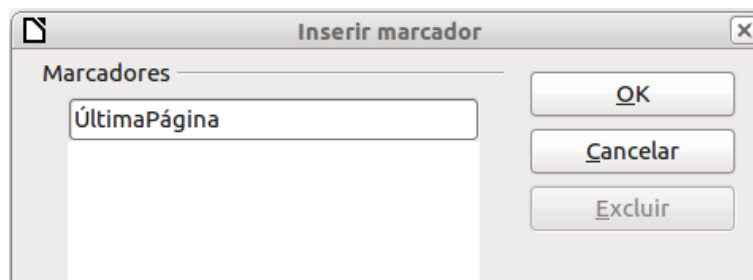 Inserir marcador
Marcadores
ÚltimaPágina
OK
Cancelar
Excluir